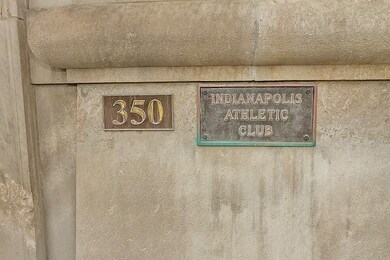 350
INDIANAPOLIS
ATHLETIC
CLUB